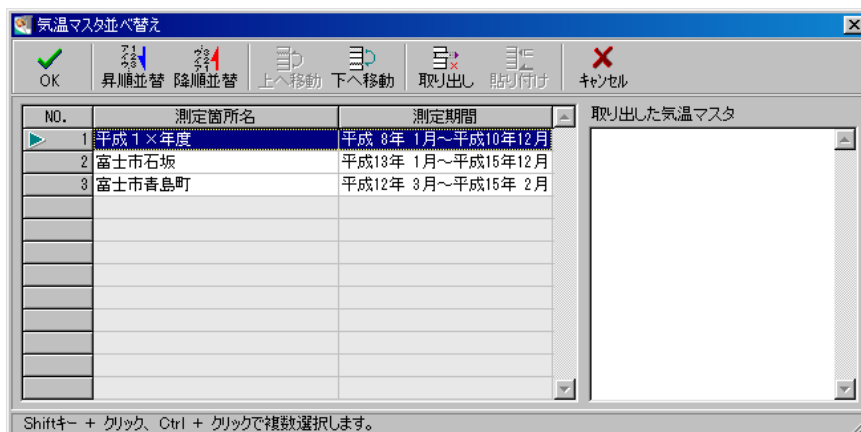 気温マスタ並べ替え
OK 昇順並替 降順並替 上へ移動 下へ移動 取り出し 貼り付け キャンセル
NO. 測定箇所名 測定期間 取り出した気温マスタ
1 平成1×年度 平成 8年 1月～平成10年12月
2 富士市石坂 平成13年 1月～平成15年12月
3 富士市青島町 平成12年 3月～平成15年 2月
Shiftキー + クリック、Ctrl + クリックで複数選択します。